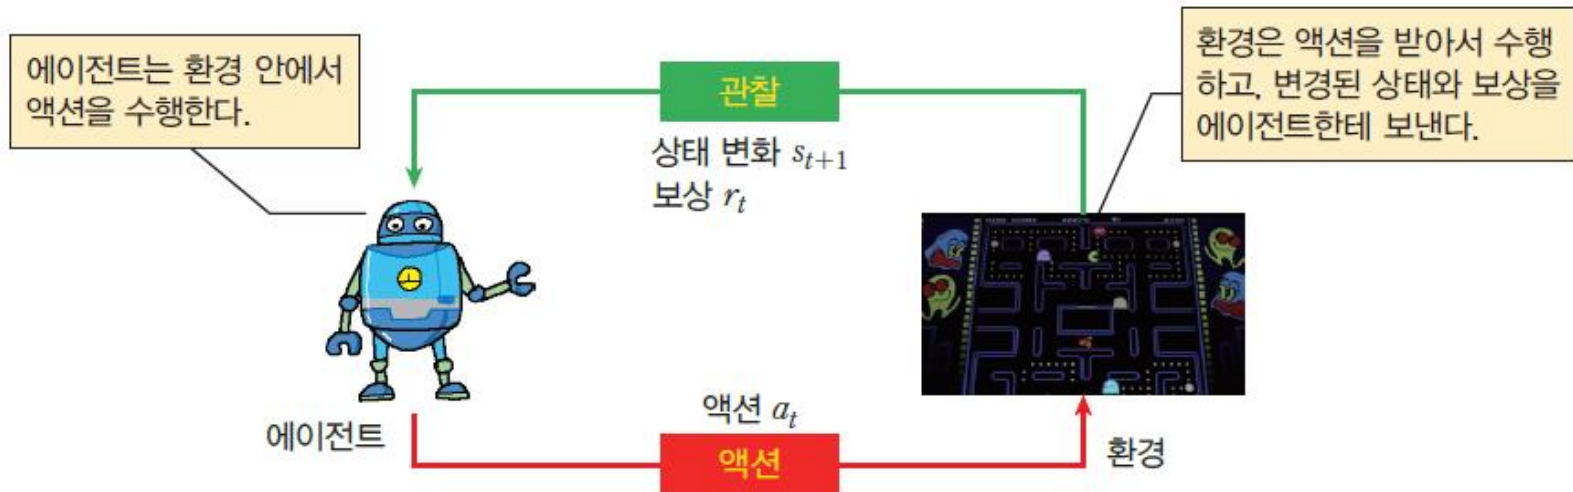 에이전트는 환경 안에서
액션을 수행한다.
관찰
상태 변화 s_{t+1}
보상 r_t
환경은 액션을 받아서 수행
하고, 변경된 상태와 보상을
에이전트한테 보낸다.
에이전트
액션 a_t
액션
환경